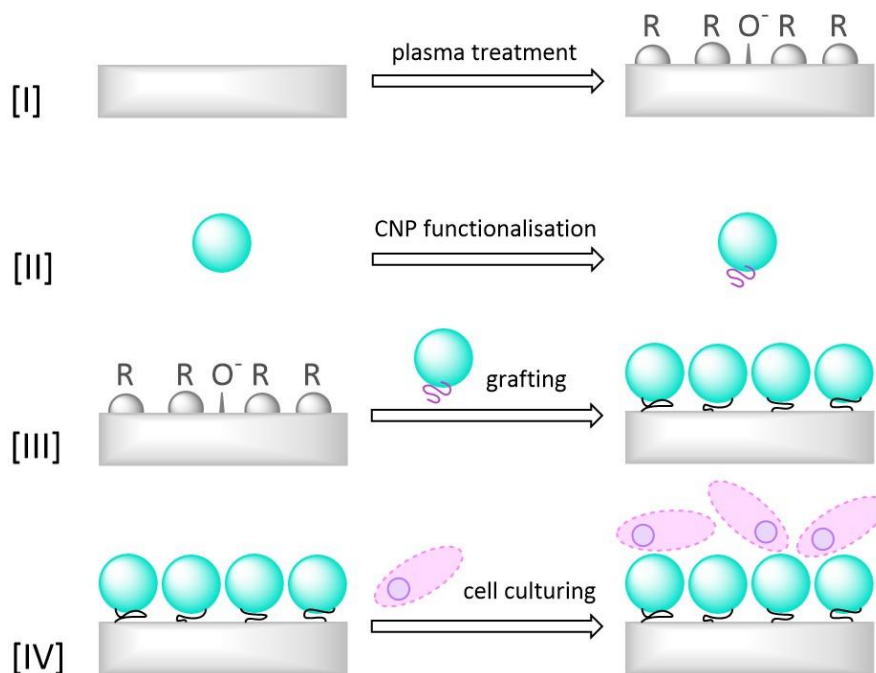 R R O⁻ R R
plasma treatment
[I]
CNP functionalisation
[II]
R R O⁻ R R
grafting
[III]
cell culturing
[IV]